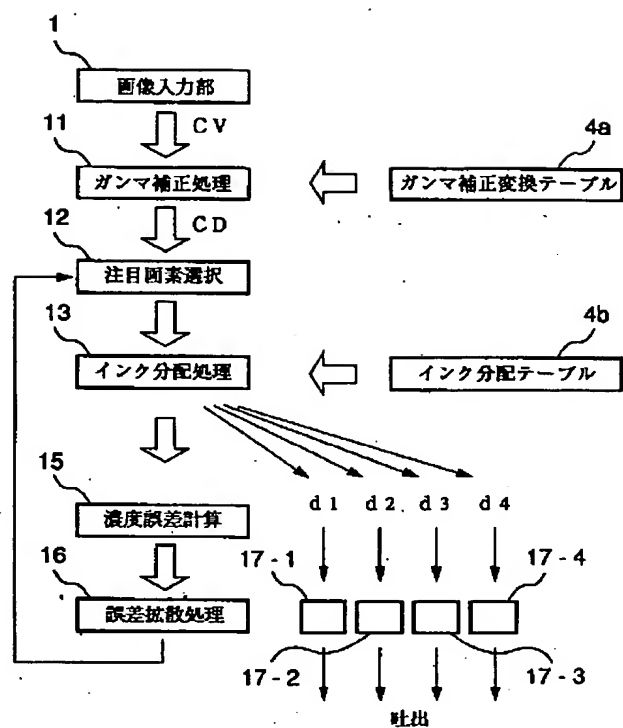 1
画像入力部
CV
11
4a
ガンマ補正処理
ガンマ補正変換テーブル
CD
12
注目画素選択
13
4b
インク分配処理
インク分配テーブル
15
d1 d2 d3 d4
濃度誤差計算
16
17-1
17-4
誤差拡散処理
17-2
17-3
吐出